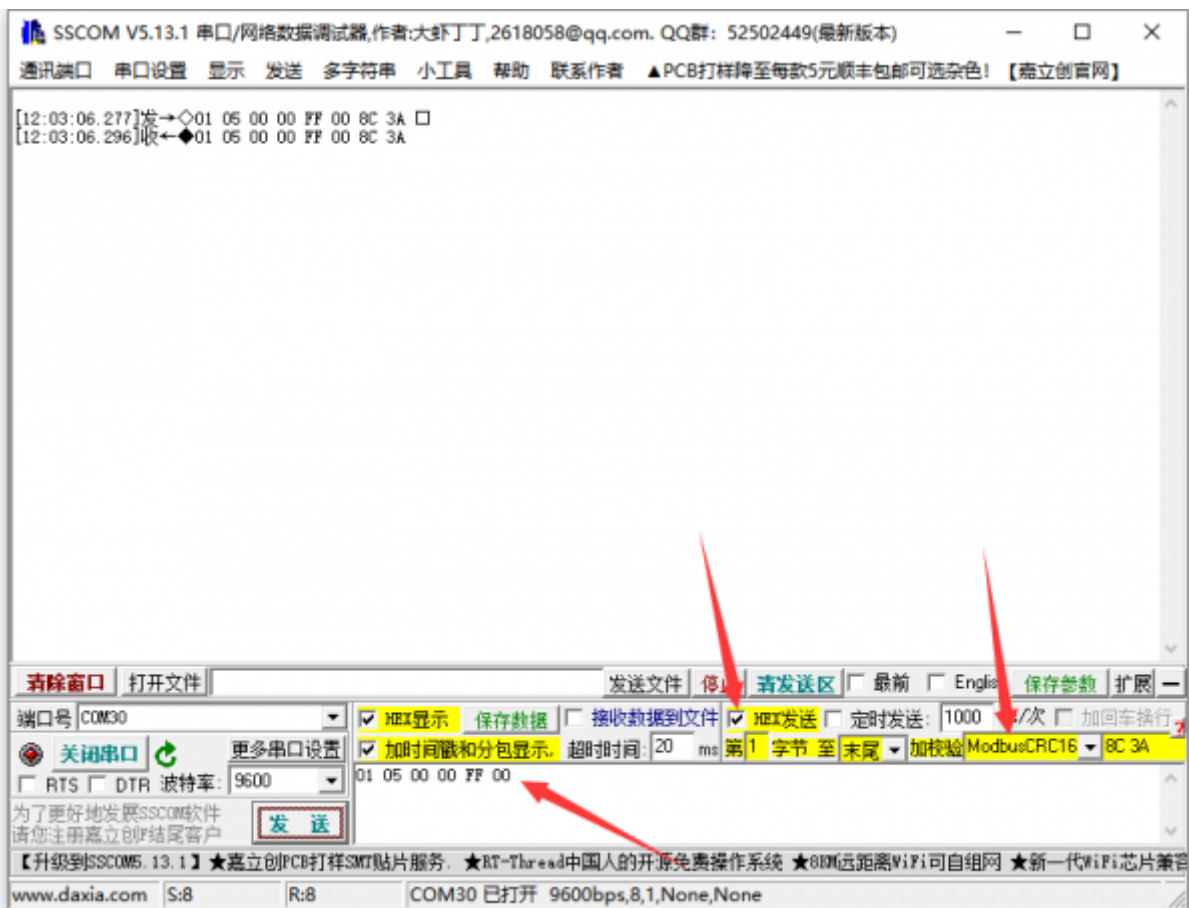 SSCOM V5.13.1 串口/网络数据调试器,作者:大虾丁丁,2618058@qq.com. QQ群: 52502449(最新版本)
通讯端口 串口设置 显示 发送 多字符串 小工具 帮助 联系作者 ▲PCB打样降至每款5元顺丰包邮可选杂色!【嘉立创官网】
[12:03:06.277]发→◇01 05 00 00 FF 00 8C 3A □
[12:03:06.296]收←◆01 05 00 00 FF 00 8C 3A
清除窗口 打开文件 发送文件 清发送区 最前 保存参数 扩展 —
端口号 COM30 HEX显示 保存数据 接收数据到文件 HEX发送 定时发送: 1000 /次 加回车换行
关闭串口 更多串口设置 加时间戳和分包显示. 超时时间: 20 ms 第1 字节 至 末尾 加校验 ModbusCRC16 8C 3A
RTS DTR 波特率: 9600 01 05 00 00 FF 00
为了更好地发展SSCOM软件
请您注册嘉立创F结尾客户
发 送
【升级到SSCOM5.13.1】★嘉立创PCB打样SMT贴片服务. ★RT-Thread中国人的开源免费操作系统 ★8KM远距离WiFi可自组网 ★新一代WiFi芯片兼容
www.daxia.com S:8 R:8 COM30 已打开 9600bps,8,1,None,None